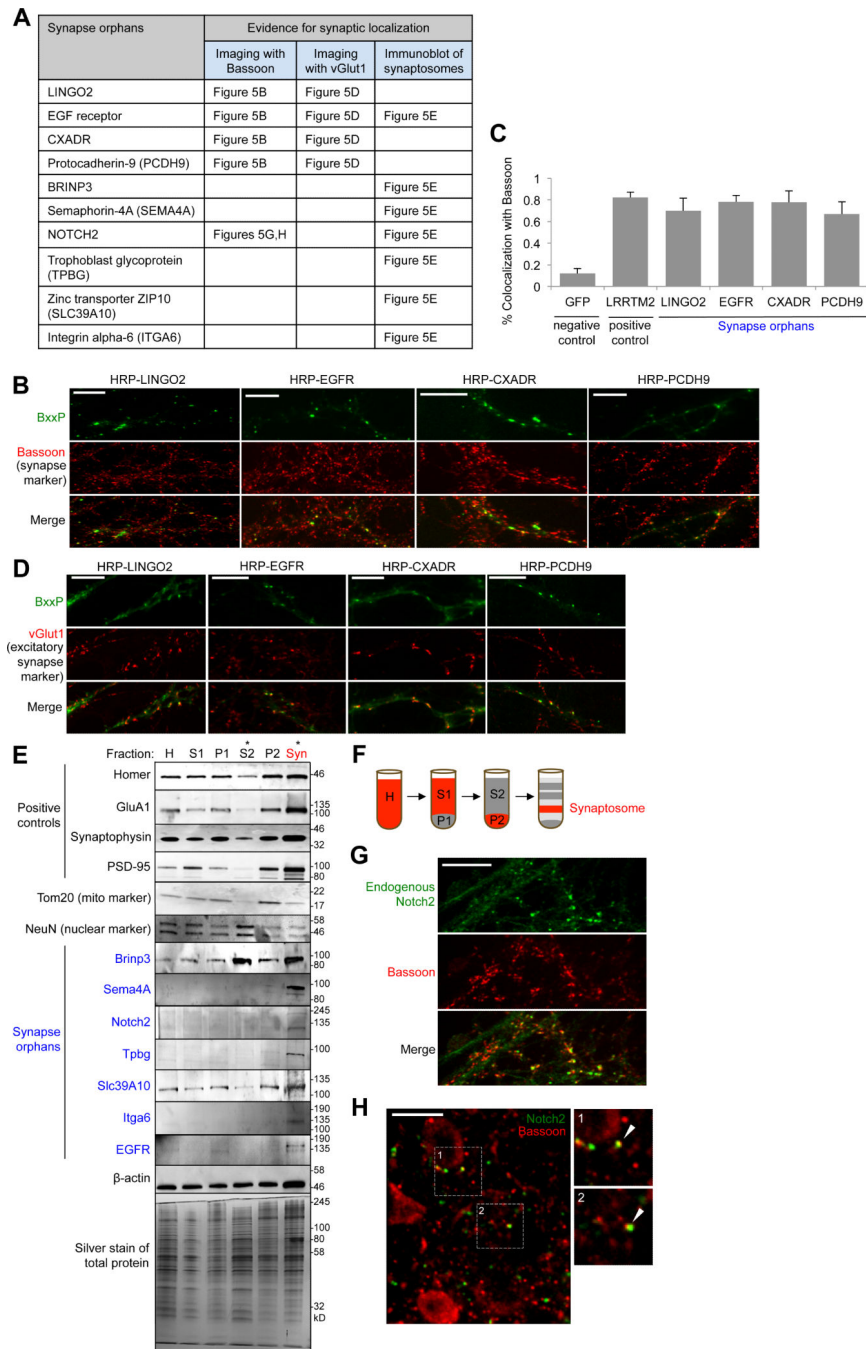 A
Synapse orphans
Evidence for synaptic localization
Imaging with Bassoon
Imaging with vGlut1
Immunoblot of synaptosomes
LINGO2 Figure 5B Figure 5D
EGF receptor Figure 5B Figure 5D Figure 5E
CXADR Figure 5B Figure 5D
Protocadherin-9 (PCDH9) Figure 5B Figure 5D
BRINP3 Figure 5E
Semaphorin-4A (SEMA4A) Figure 5E
NOTCH2 Figures 5G,H Figure 5E
Trophoblast glycoprotein
(TPBG) Figure 5E
Zinc transporter ZIP10
(SLC39A10) Figure 5E
Integrin alpha-6 (ITGA6) Figure 5E
C
% Colocalization with Bassoon
1
0.8
0.6
0.4
0.2
0
GFP LRRTM2 LINGO2 EGFR CXADR PCDH9
negative control
positive control
Synapse orphans
B
HRP-LINGO2 HRP-EGFR HRP-CXADR HRP-PCDH9
BxxP
Bassoon
(synapse
marker)
Merge
D
HRP-LINGO2 HRP-EGFR HRP-CXADR HRP-PCDH9
BxxP
vGlut1
(excitatory
synapse
marker)
Merge
E
* *
Fraction: H S1 P1 S2 P2 Syn
Positive
controls
Homer 46
GluA1 135
100
Synaptophysin 46
32
PSD-95 100
80
Tom20 (mito marker) 22
17
NeuN (nuclear marker) 58
46
Synapse
orphans
Brinp3 100
80
Sema4A 100
80
Notch2 245
135
Tpbg 100
Slc39A10 135
100
Itga6 190
135
100
EGFR 190
135
β-actin 58
46
Silver stain of
total protein
245
100
80
58
32
kD
F
H S1 P1 S2 P2 Synaptosome
G
Endogenous
Notch2
Bassoon
Merge
H
Notch2
Bassoon
1
2
1
2